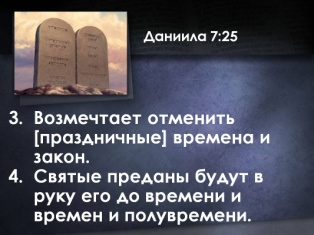 Даниила 7:25
3. Возмечтает отменить
[праздничные] времена и
закон.
4. Святые преданы будут в
руку его до времени и
времен и полувремени.